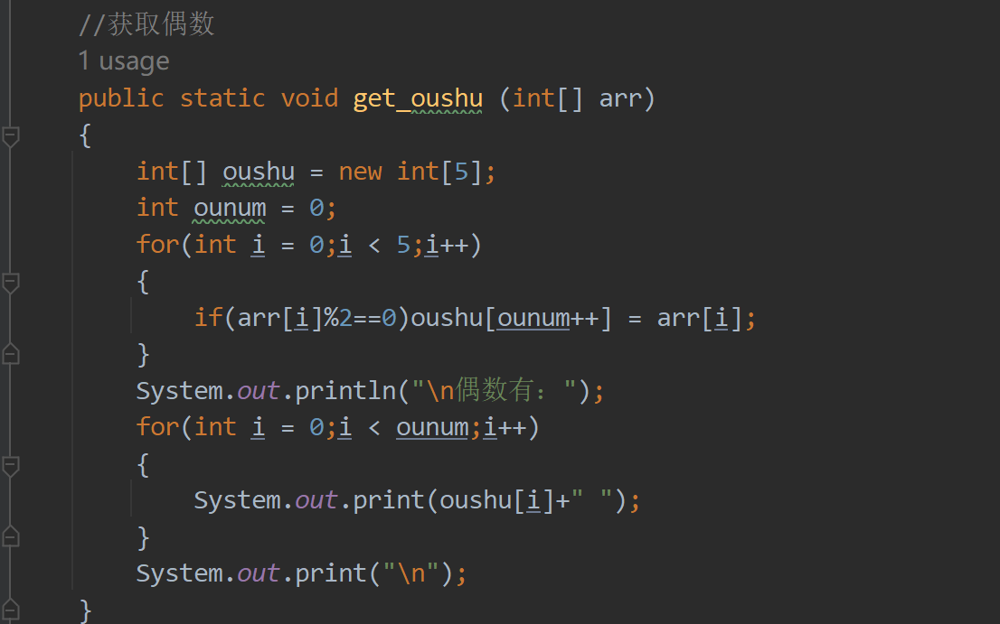 //获取偶数
1 usage
public static void get_oushu (int[] arr)
{
int[] oushu = new int[5];
int ounum = 0;
for(int i = 0;i < 5;i++)
{
if(arr[i]%2==0)oushu[ounum++] = arr[i];
}
System.out.println("\n偶数有：");
for(int i = 0;i < ounum;i++)
{
System.out.print(oushu[i]+" ");
}
System.out.print("\n");
}